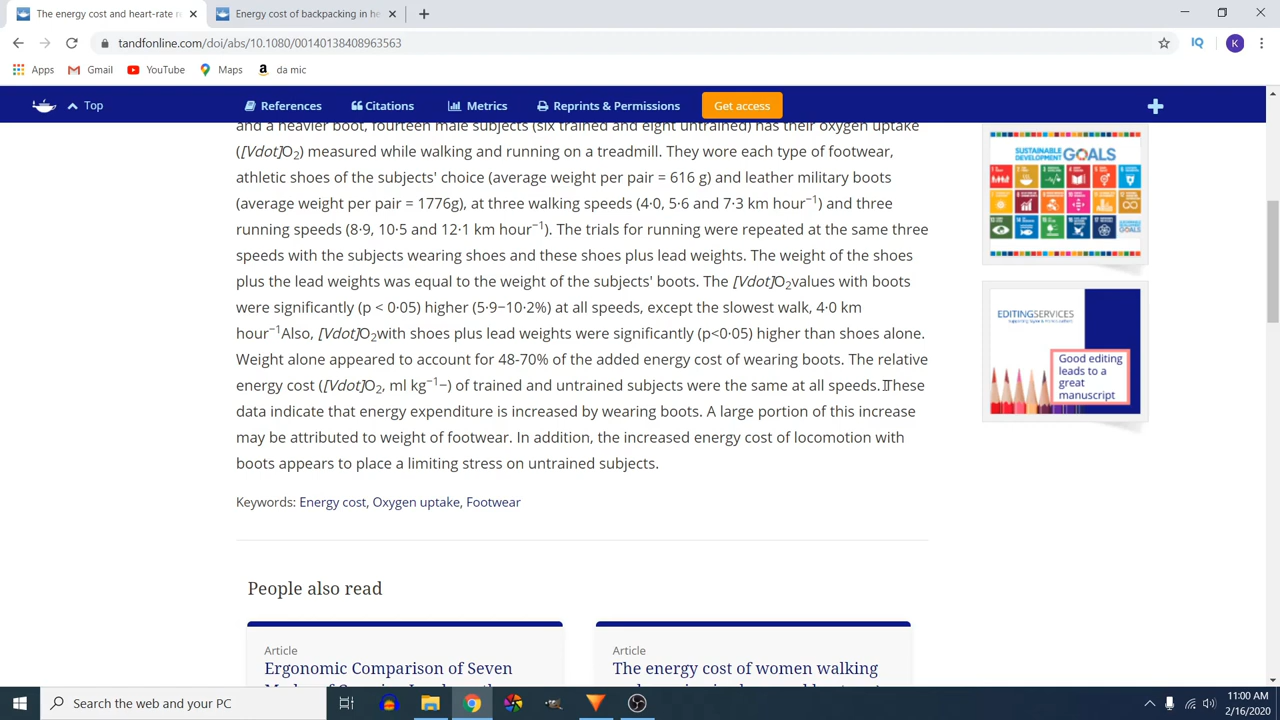 The energy cost and heart-rate r
Energy cost of backpacking in he
tandfonline.com/doi/abs/10.1080/00140138408963563
K
Apps
Gmail
YouTube
Maps
da mic
Top
References
Citations
Metrics
Reprints & Permissions
Get access
and a heavier boot, fourteen male subjects (six trained and eight untrained) has their oxygen uptake
([Vdot]O2) measured while walking and running on a treadmill. They wore each type of footwear,
athletic shoes of the subjects' choice (average weight per pair = 616 g) and leather military boots
(average weight per pair = 1776g), at three walking speeds (4·0, 5·6 and 7·3 km hour−1) and three
running speeds (8·9 10·5 and 12·1 km hour−1). The trials for running were repeated at the same three
speeds with the subjects wearing shoes and these shoes plus lead weights. The weight of the shoes
plus the lead weights was equal to the weight of the subjects' boots. The [Vdot]O2values with boots
were significantly (p < 0·05) higher (5·9−10·2%) at all speeds, except the slowest walk, 4·0 km
hour−1Also, [Vdot]O2with shoes plus lead weights were significantly (p<0·05) higher than shoes alone.
Weight alone appeared to account for 48-70% of the added energy cost of wearing boots. The relative
energy cost ([Vdot]O2, ml kg−1−) of trained and untrained subjects were the same at all speeds. These
data indicate that energy expenditure is increased by wearing boots. A large portion of this increase
may be attributed to weight of footwear. In addition, the increased energy cost of locomotion with
boots appears to place a limiting stress on untrained subjects.
Keywords: Energy cost, Oxygen uptake, Footwear
People also read
Article
Ergonomic Comparison of Seven
Article
The energy cost of women walking
SUSTAINABLE
DEVELOPMENT GOALS
EDITING SERVICES
Good editing
leads to a
great
manuscript
Search the web and your PC
11:00 AM
2/16/2020